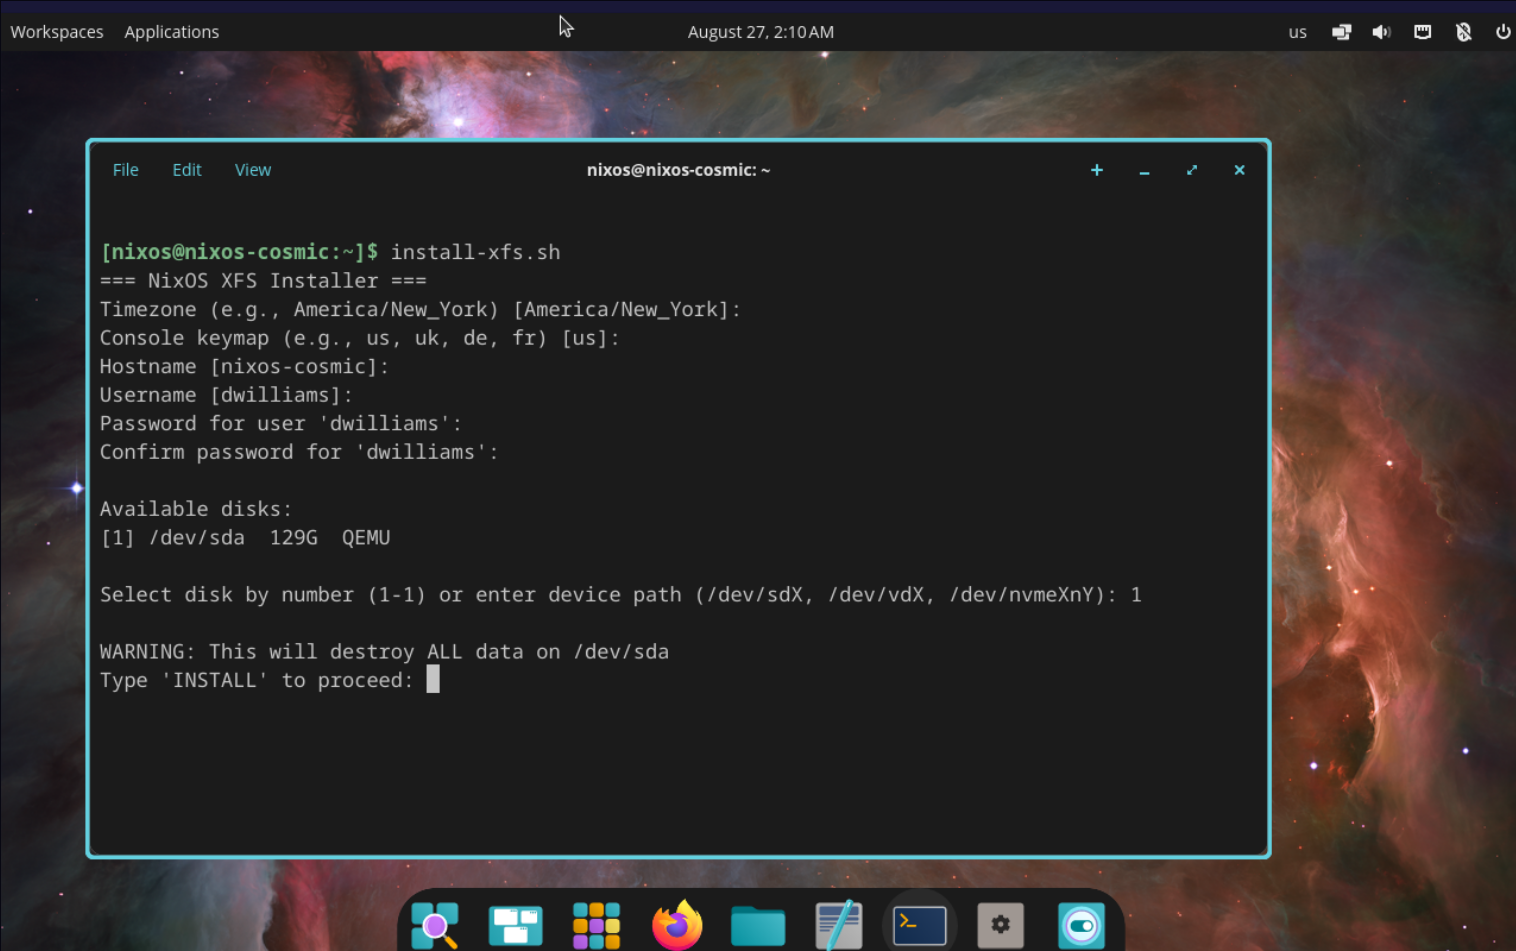 Workspaces Applications August 27, 2:10 AM us
File Edit View nixos@nixos-cosmic: ~
[nixos@nixos-cosmic:~]$ install-xfs.sh
=== NixOS XFS Installer ===
Timezone (e.g., America/New_York) [America/New_York]:
Console keymap (e.g., us, uk, de, fr) [us]:
Hostname [nixos-cosmic]:
Username [dwilliams]:
Password for user 'dwilliams':
Confirm password for 'dwilliams':
Available disks:
[1] /dev/sda  129G  QEMU
Select disk by number (1-1) or enter device path (/dev/sdX, /dev/vdX, /dev/nvmeXnY): 1
WARNING: This will destroy ALL data on /dev/sda
Type 'INSTALL' to proceed: